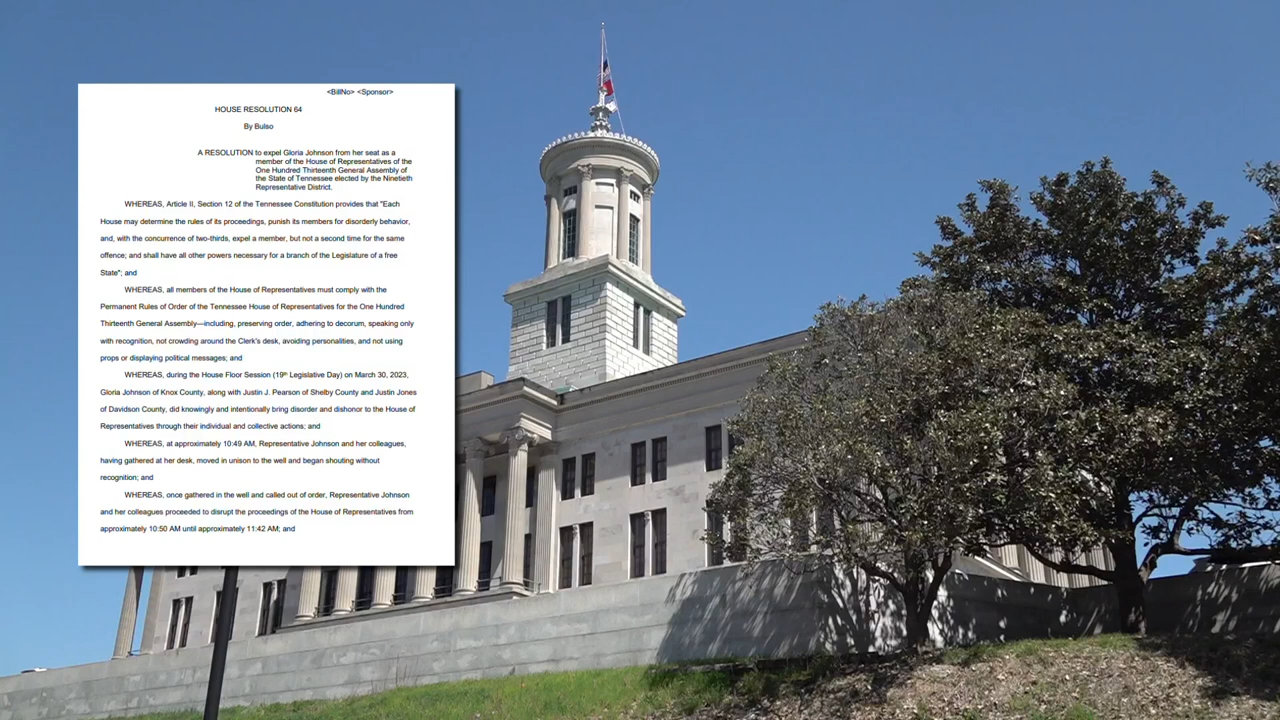 <BillNo> <Sponsor>
HOUSE RESOLUTION 64
By Bulso
A RESOLUTION to expel Gloria Johnson from her seat as a
member of the House of Representatives of the
One Hundred Thirteenth General Assembly of
the State of Tennessee elected by the Ninetieth
Representative District.
WHEREAS, Article II, Section 12 of the Tennessee Constitution provides that "Each
House may determine the rules of its proceedings, punish its members for disorderly behavior,
and, with the concurrence of two-thirds, expel a member, but not a second time for the same
offence; and shall have all other powers necessary for a branch of the Legislature of a free
State"; and
WHEREAS, all members of the House of Representatives must comply with the
Permanent Rules of Order of the Tennessee House of Representatives for the One Hundred
Thirteenth General Assembly—including, preserving order, adhering to decorum, speaking only
with recognition, not crowding around the Clerk's desk, avoiding personalities, and not using
props or displaying political messages; and
WHEREAS, during the House Floor Session (19th Legislative Day) on March 30, 2023,
Gloria Johnson of Knox County, along with Justin J. Pearson of Shelby County and Justin Jones
of Davidson County, did knowingly and intentionally bring disorder and dishonor to the House of
Representatives through their individual and collective actions; and
WHEREAS, at approximately 10:49 AM, Representative Johnson and her colleagues,
having gathered at her desk, moved in unison to the well and began shouting without
recognition; and
WHEREAS, once gathered in the well and called out of order, Representative Johnson
and her colleagues proceeded to disrupt the proceedings of the House of Representatives from
approximately 10:50 AM until approximately 11:42 AM; and